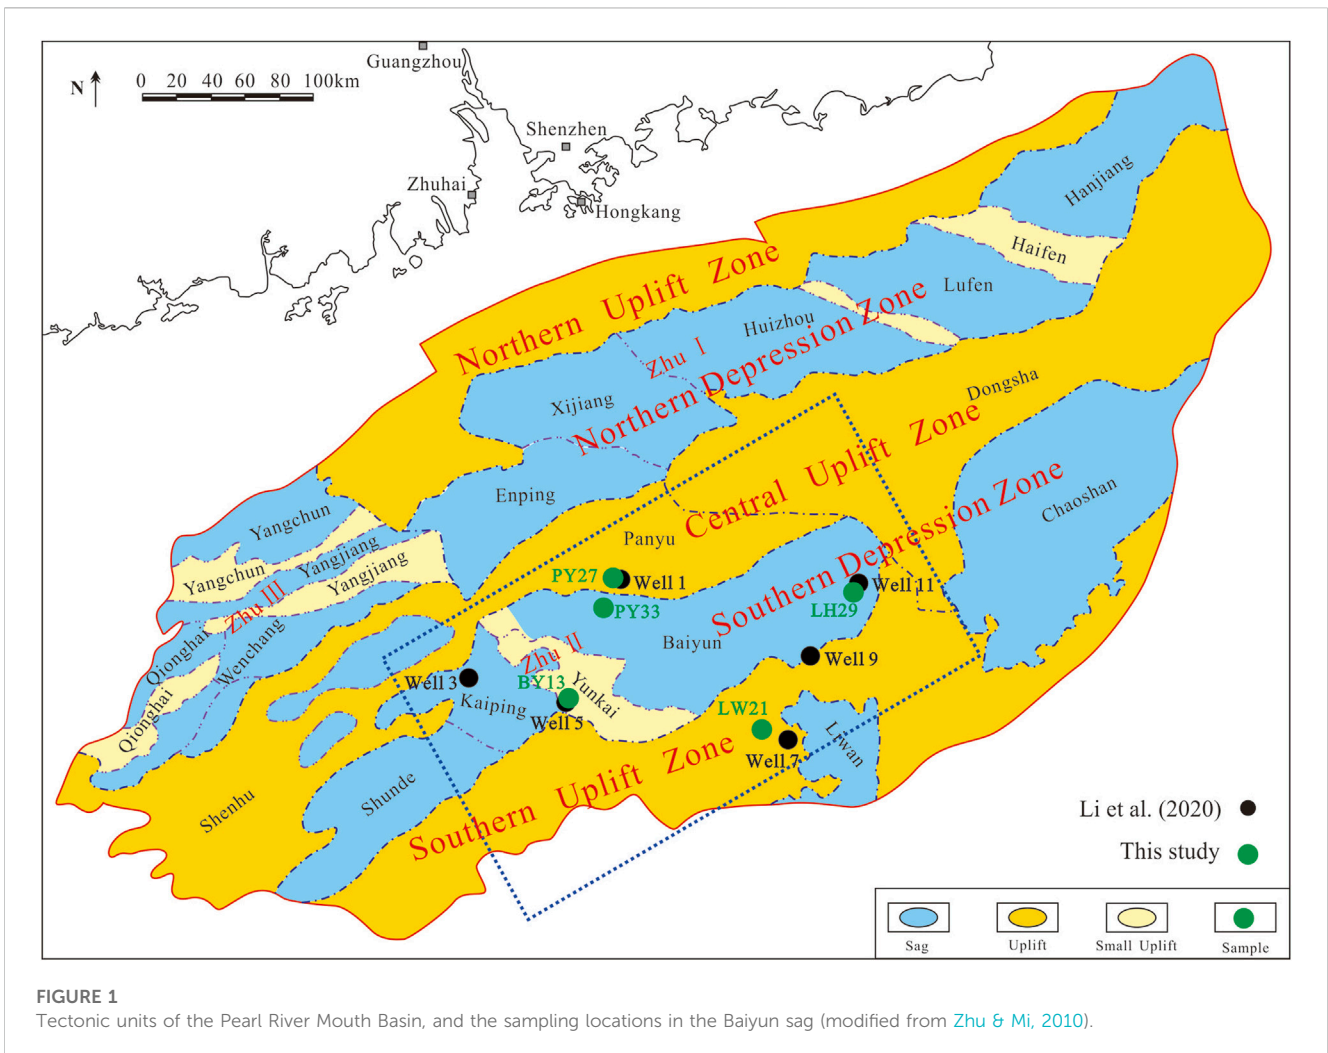 N
0 20 40 60 80 100km
Guangzhou
Shenzhen
Zhuhai
Hongkang
Hanjiang
Haifen
Lufen
Northern Uplift Zone
Huizhou
Zhu I
Northern Depression Zone
Xijiang
Dongsha
Enping
Central Uplift Zone
Chaoshan
Yangchun
Panyu
Yangjiang
Yangchun
Yangjiang
PY27
Well 1
Southern Depression Zone
Well 11
Zhu III
PY33
LH29
Qionghai
Wenchang
Baiyun
Zhu II
Well 9
Well 3
BY13
Yunkai
Qionghai
Kaiping
Well 5
LW21
Well 7
Liwan
Southern Uplift Zone
Shunde
Shenhu
Li et al. (2020)
This study
Sag
Uplift
Small Uplift
Sample
FIGURE 1
Tectonic units of the Pearl River Mouth Basin, and the sampling locations in the Baiyun sag (modified from Zhu & Mi, 2010).